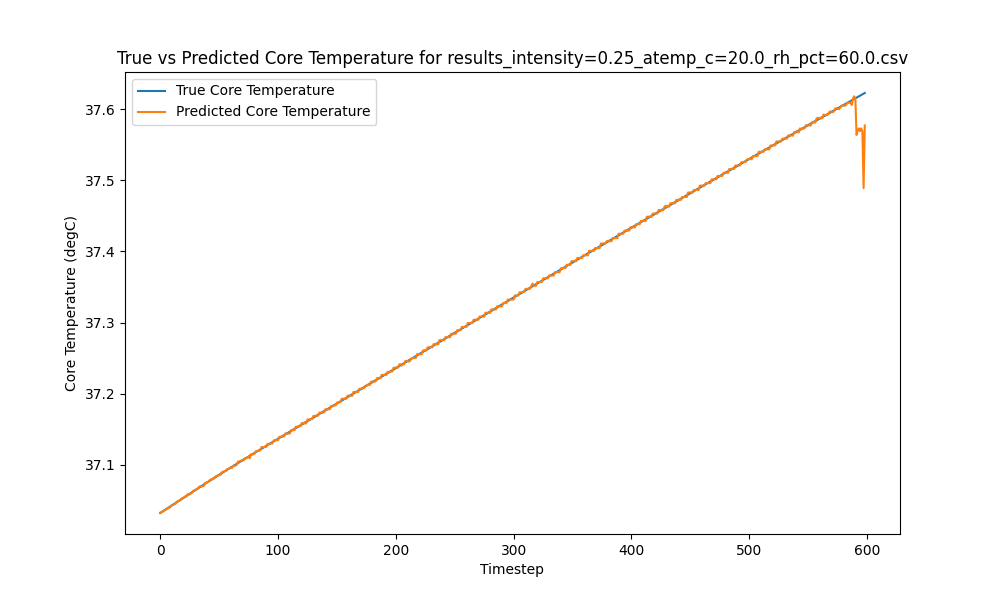 True vs Predicted Core Temperature for results_intensity=0.25_atemp_c=20.0_rh_pct=60.0.csv
True Core Temperature
Predicted Core Temperature
37.6
37.5
37.4
37.3
37.2
37.1
Core Temperature (degC)
0 100 200 300 400 500 600
Timestep